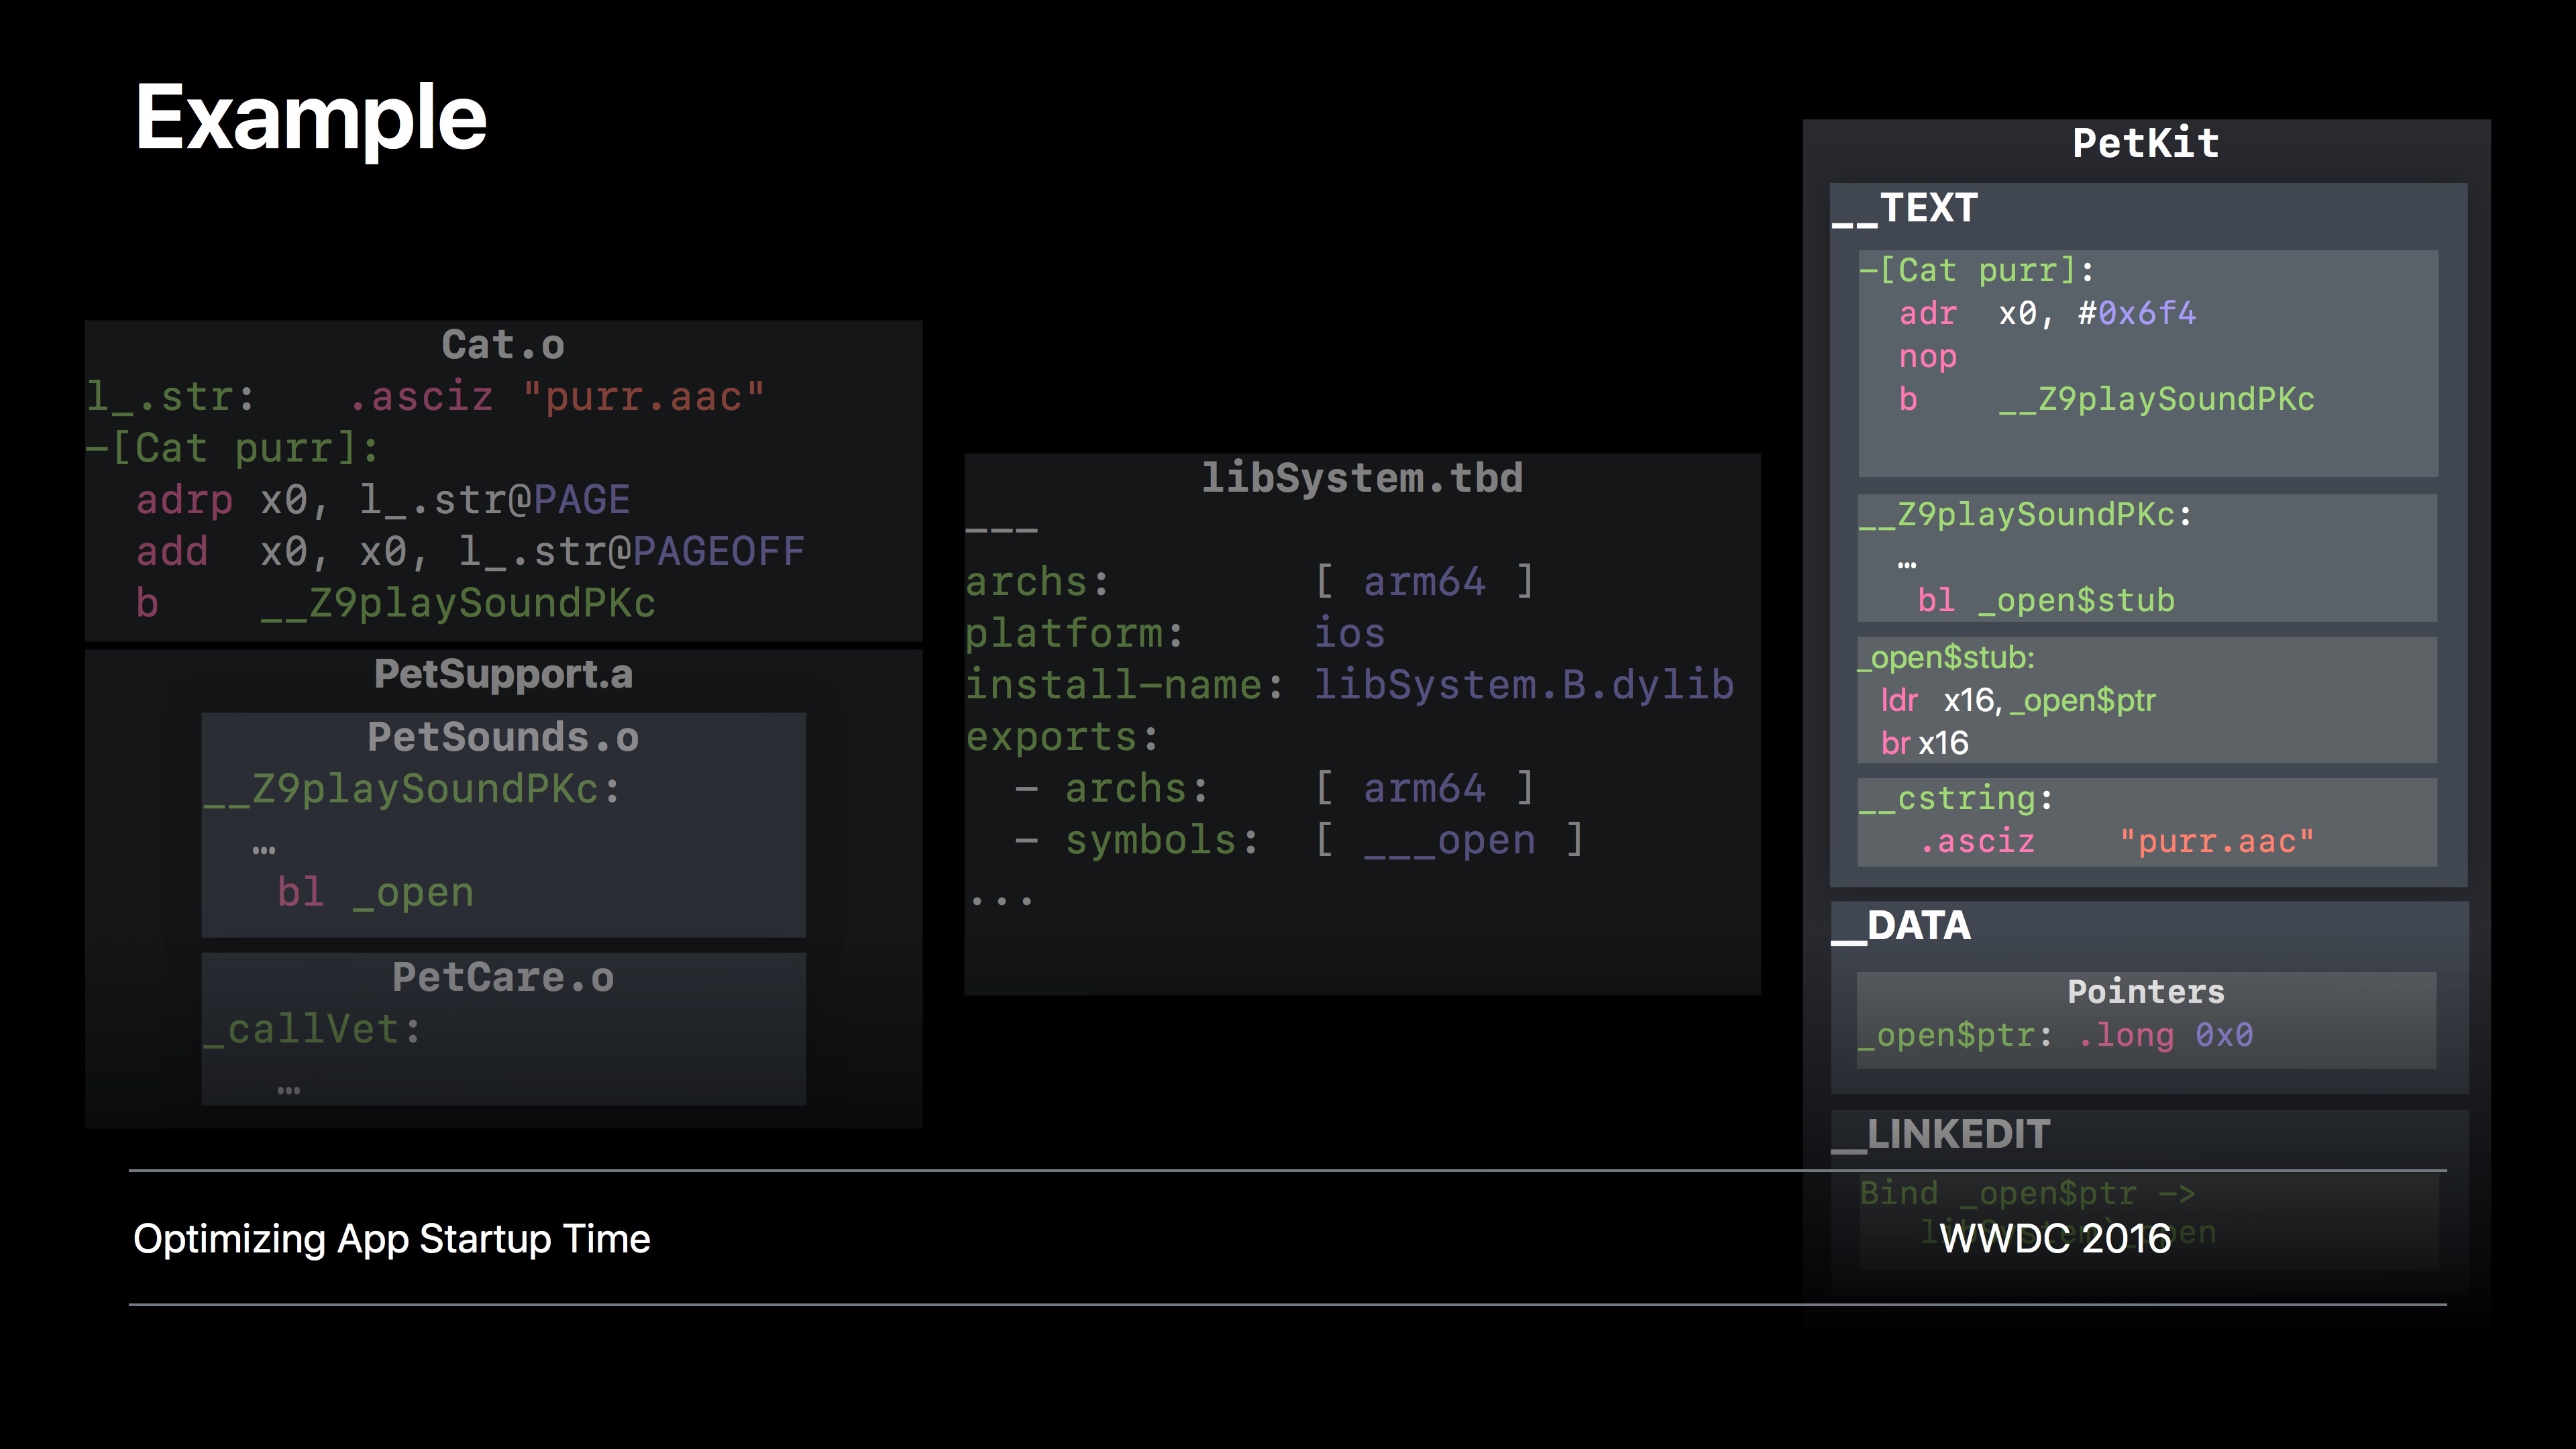 Example
Cat.o
l_.str:    .asciz "purr.aac"
-[Cat purr]:
adrp x0, l_.str@PAGE
add  x0, x0, l_.str@PAGEOFF
b    __Z9playSoundPKc
PetSupport.a
PetSounds.o
__Z9playSoundPKc:
…
bl _open
PetCare.o
_callVet:
…
libSystem.tbd
---
archs:        [ arm64 ]
platform:     ios
install-name: libSystem.B.dylib
exports:
- archs:    [ arm64 ]
- symbols:  [ ___open ]
...
PetKit
__TEXT
-[Cat purr]:
adr  x0, #0x6f4
nop
b    __Z9playSoundPKc
__Z9playSoundPKc:
…
bl _open$stub
_open$stub:
ldr x16, _open$ptr
br x16
__cstring:
.asciz    "purr.aac"
__DATA
Pointers
_open$ptr: .long 0x0
__LINKEDIT
Bind _open$ptr ->
Optimizing App Startup Time
WWDC 2016